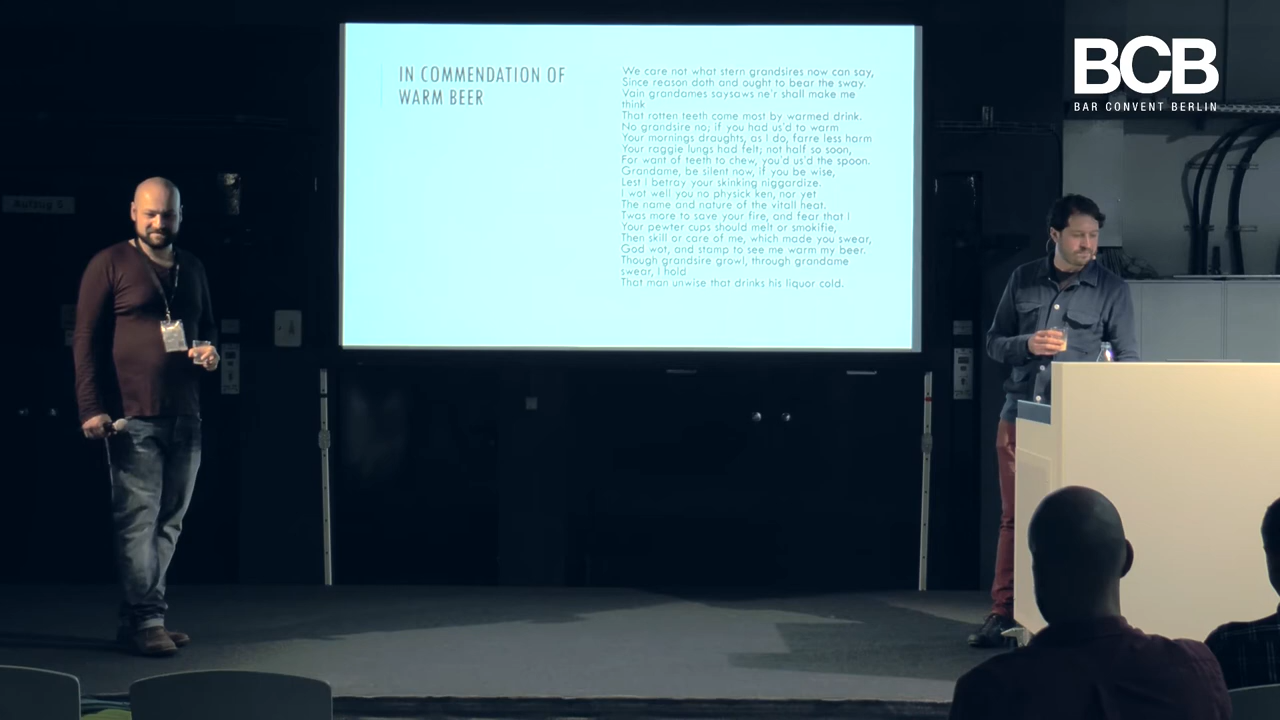 IN COMMENDATION OF
WARM BEER
We care not what stern grandsires now can say,
Since reason doth and ought to bear the sway.
Vain grandames saysaws ne'r shall make me
think
That rotten teeth come most by warmed drink.
No grandsire no; if you had us'd to warm
Your mornings draughts, as I do, farre less harm
Your raggie lungs had felt; not half so soon,
For want of teeth to chew, you'd us'd the spoon.
Grandame, be silent now, if you be wise,
Lest I betray your skinking niggardize.
I wot well you no physick ken, nor yet
The name and nature of the vitall heat.
Twas more to save your fire, and fear that I
Your pewter cups should melt or smokifie,
Then skill or care of me, which made you swear,
God wot, and stamp to see me warm my beer.
Though grandsire growl, through grandome
swear, I hold
That man unwise that drinks his liquor cold.
BCB
BAR CONVENT BERLIN